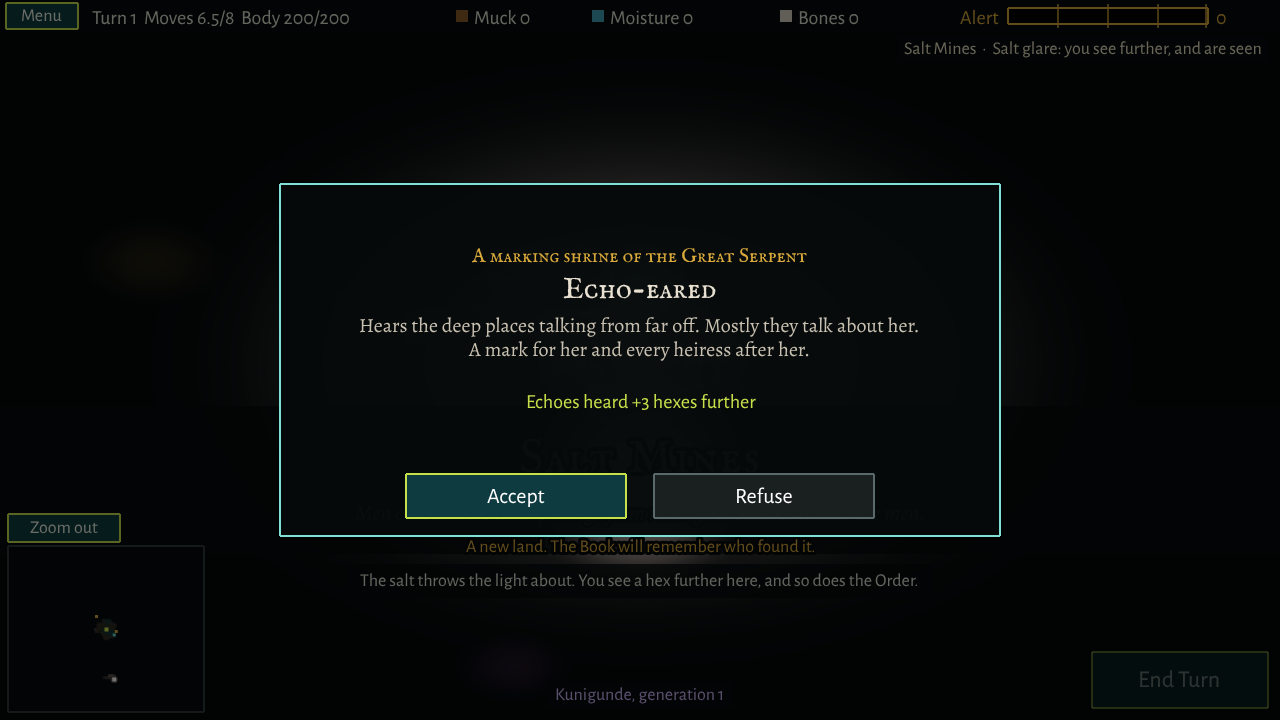 Menu
Turn 1 Moves 6.5/8 Body 200/200
Muck 0
Moisture 0
Bones 0
Alert
0
Salt Mines · Salt glare: you see further, and are seen
A marking shrine of the Great Serpent
Echo-eared
Hears the deep places talking from far off. Mostly they talk about her.
A mark for her and every heiress after her.
Echoes heard +3 hexes further
Salt Mines
Accept
Refuse
Zoom out
A new land. The Book will remember who found it.
The salt throws the light about. You see a hex further here, and so does the Order.
Kunigunde, generation 1
End Turn